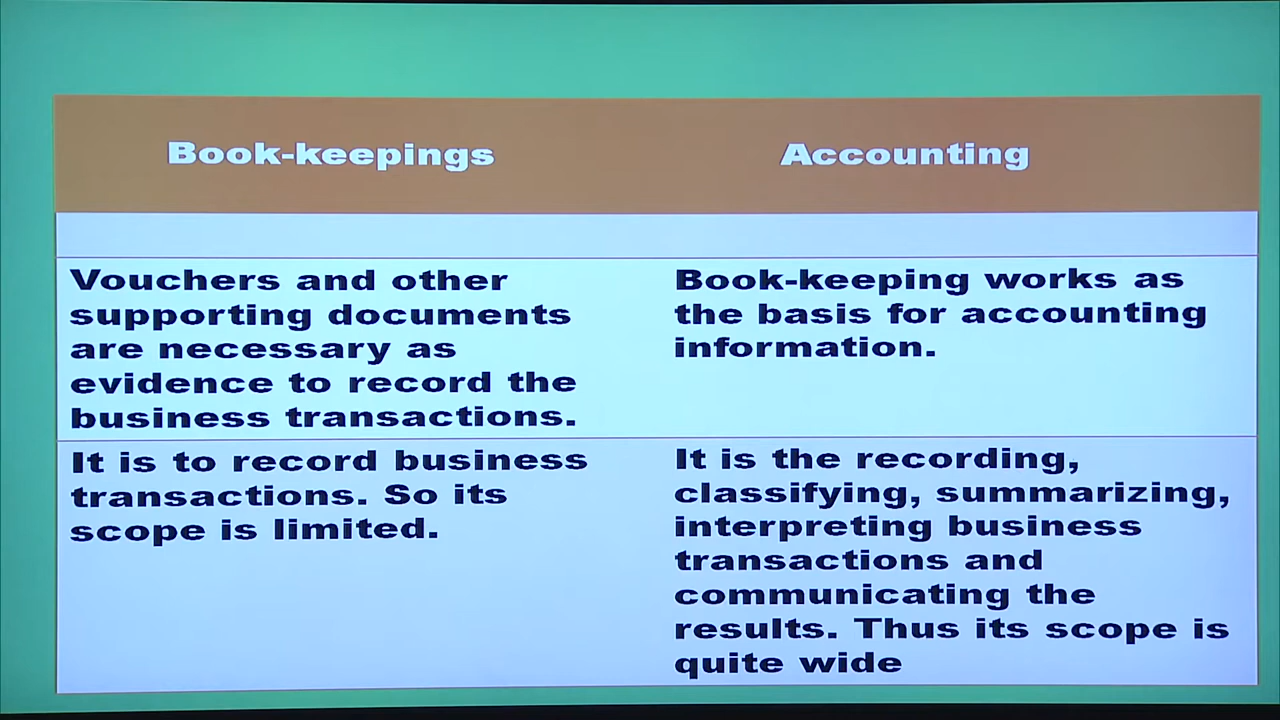 Book-keepings
Accounting
Vouchers and other
supporting documents
are necessary as
evidence to record the
business transactions.
Book-keeping works as
the basis for accounting
information.
It is to record business
transactions. So its
scope is limited.
It is the recording,
classifying, summarizing,
interpreting business
transactions and
communicating the
results. Thus its scope is
quite wide